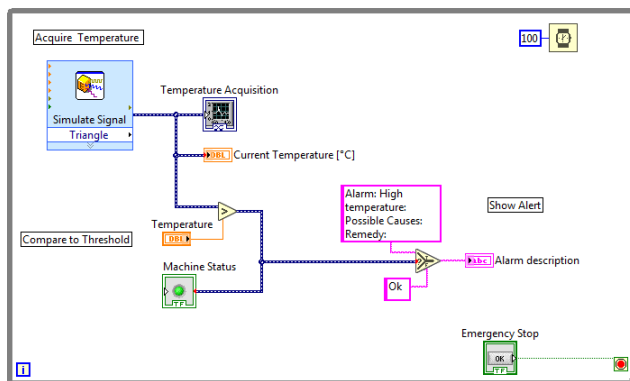 Acquire Temperature
100
Simulate Signal
Triangle
Temperature Acquisition
DBL
Current Temperature [°C]
Temperature
DBL
>
Compare to Threshold
Machine Status
TF
Alarm: High
temperature:
Possible Causes:
Remedy:
Ok
Show Alert
abc
Alarm description
Emergency Stop
OK
TF
i